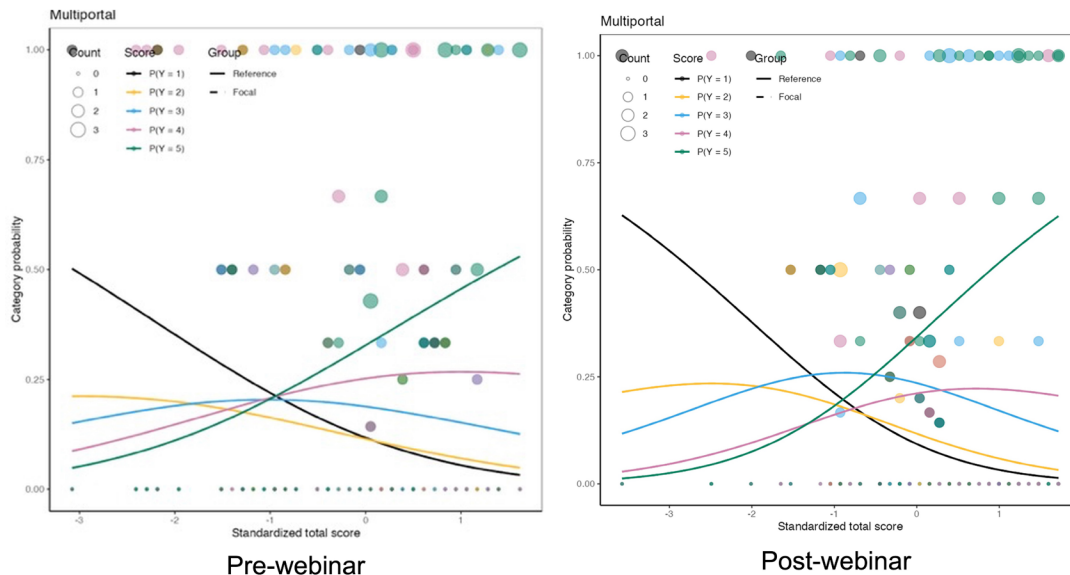 Multiportal
Count
0
1
2
3
Score
P(Y = 1)
P(Y = 2)
P(Y = 3)
P(Y = 4)
P(Y = 5)
Group
Reference
Focal
1.00
0.75
0.50
0.25
0.00
Category probability
-3 -2 -1 0 1
Standardized total score
Pre-webinar
Multiportal
Count
0
1
2
3
Score
P(Y = 1)
P(Y = 2)
P(Y = 3)
P(Y = 4)
P(Y = 5)
Group
Reference
Focal
1.00
0.75
0.50
0.25
0.00
Category probability
-3 -2 -1 0 1
Standardized total score
Post-webinar